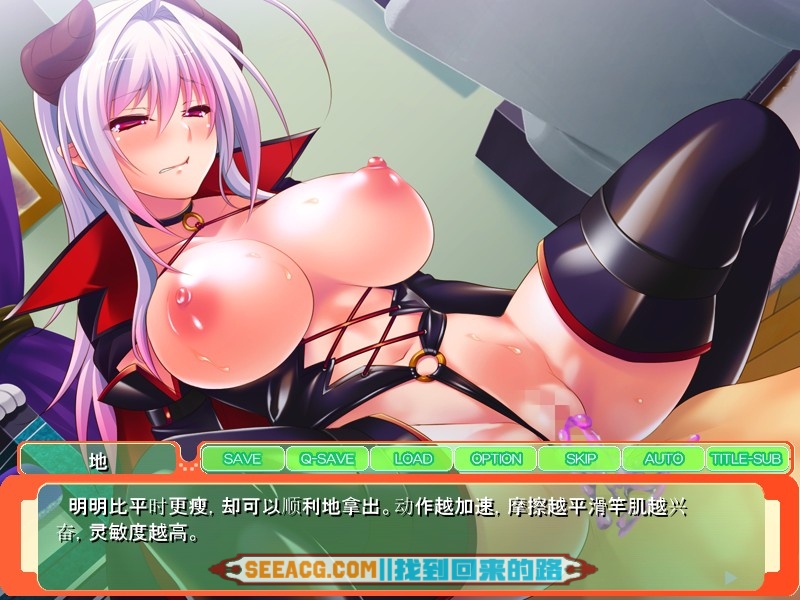 地
SAVE
Q-SAVE
LOAD
OPTION
SKIP
AUTO
TITLE-SUB
明明比平时更瘦，却可以顺利地拿出。动作越加速，摩擦越平滑竿肌越兴
奋，灵敏度越高。
SEEACG.COM||找到回来的路